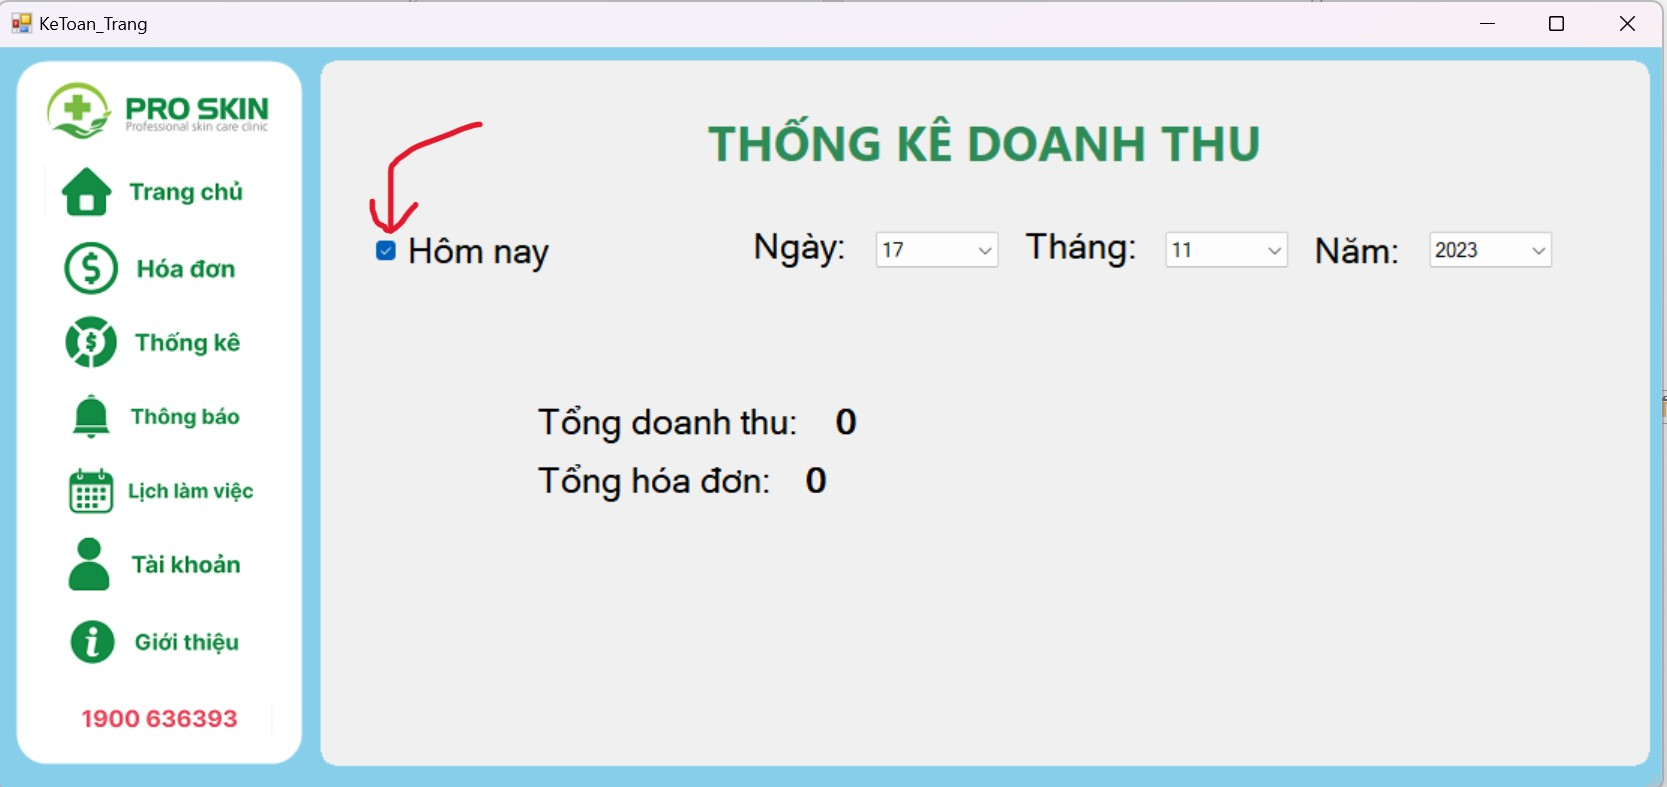 KeToan_Trang
PRO SKIN
Professional skin care clinic
Trang chủ
Hóa đơn
Thống kê
Thông báo
Lịch làm việc
Tài khoản
Giới thiệu
1900 636393
THỐNG KÊ DOANH THU
Hôm nay Ngày: 17 Tháng: 11 Năm: 2023
Tổng doanh thu: 0
Tổng hóa đơn: 0